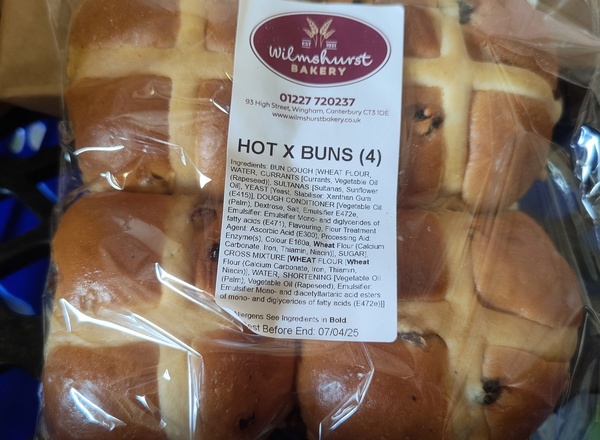 EST 1931
Wilmshurst
BAKERY
01227 720237
93 High Street, Wingham, Canterbury CT3 1DE
www.wilmshurstbakery.co.uk
HOT X BUNS (4)
Ingredients: BUN DOUGH [WHEAT FLOUR,
WATER, CURRANTS [Currants, Vegetable Oil
(Rapeseed)], SULTANAS [Sultanas, Sunflower
Oil], YEAST [Yeast, Stabiliser: Xanthan Gum
(E415)], DOUGH CONDITIONER [Vegetable Oil
(Palm), Dextrose, Salt, Emulsifier E472e,
Emulsifier: Emulsifier Mono- and diglycerides of
fatty acids (E471), Flavouring, Flour Treatment
Agent: Ascorbic Acid (E300), Processing Aid:
Enzyme(s), Colour E160a, Wheat Flour (Calcium
Carbonate, Iron, Thiamin, Niacin)], SUGAR],
CROSS MIXTURE [WHEAT FLOUR [Wheat
Flour (Calcium Carbonate, Iron, Thiamin,
Niacin)], WATER, SHORTENING [Vegetable Oil
(Palm), Vegetable Oil (Rapeseed), Emulsifier:
Emulsifier Mono- and diacetyltartaric acid esters
of mono- and diglycerides of fatty acids (E472e)]]
Allergens See Ingredients in Bold.
Best Before End: 07/04/25